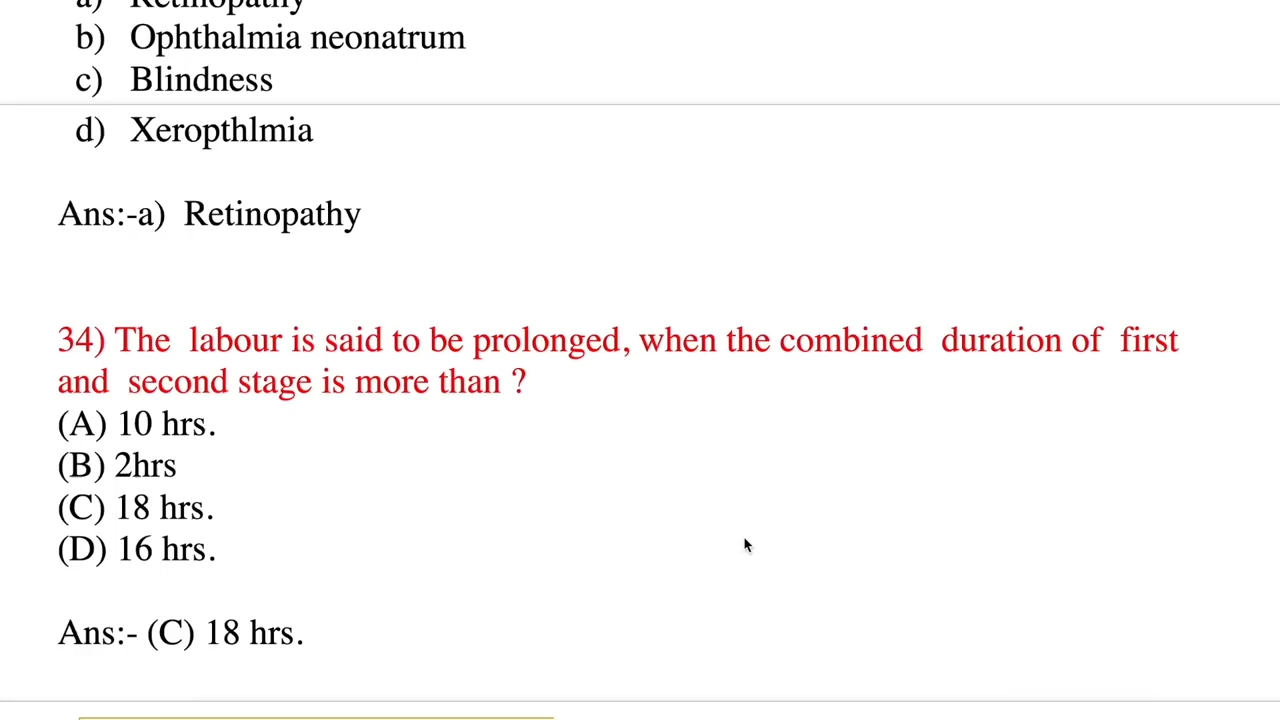 a) Retinopathy
b) Ophthalmia neonatrum
c) Blindness
d) Xeropthlmia
Ans:-a) Retinopathy
34) The labour is said to be prolonged, when the combined duration of first
and second stage is more than ?
(A) 10 hrs.
(B) 2hrs
(C) 18 hrs.
(D) 16 hrs.
Ans:- (C) 18 hrs.